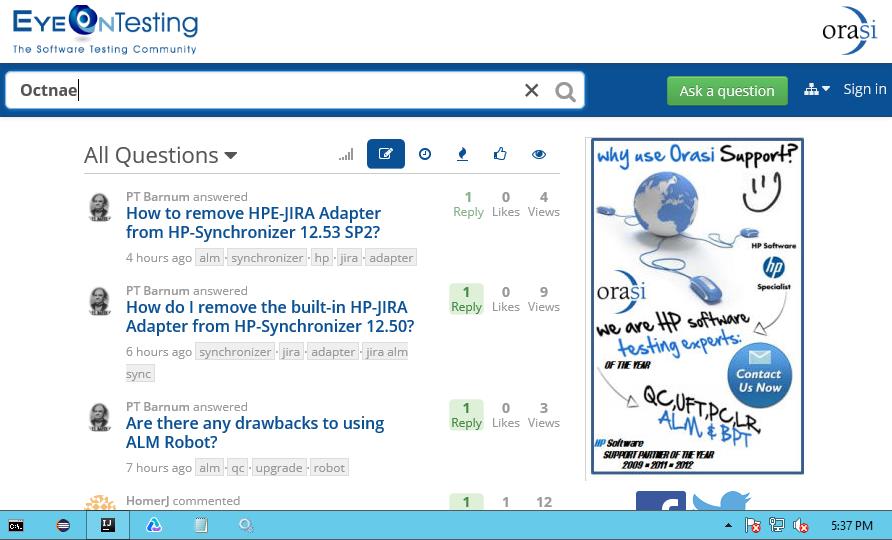 EYEONTESTING
The Software Testing Community
orasi
Octnae
Ask a question
Sign in
All Questions
PT Barnum answered
How to remove HPE-JIRA Adapter
from HP-Synchronizer 12.53 SP2?
4 hours ago alm · synchronizer · hp · jira · adapter
1 0 4
Reply Likes Views
PT Barnum answered
How do I remove the built-in HP-JIRA
Adapter from HP-Synchronizer 12.50?
6 hours ago synchronizer · jira · adapter · jira alm
sync
1 0 9
Reply Likes Views
PT Barnum answered
Are there any drawbacks to using
ALM Robot?
7 hours ago alm · qc · upgrade · robot
1 0 3
Reply Likes Views
HomerJ commented
1 1 12
why use Orasi Support?
HP Software
hp
Specialist
orasi
we are HP software
testing experts:
OF THE YEAR
Contact
Us Now
QC, UFT, PC, LR,
ALM & BPT
HP Software
SUPPORT PARTNER OF THE YEAR
2009 • 2011 • 2012
C:\.
IJ
5:37 PM